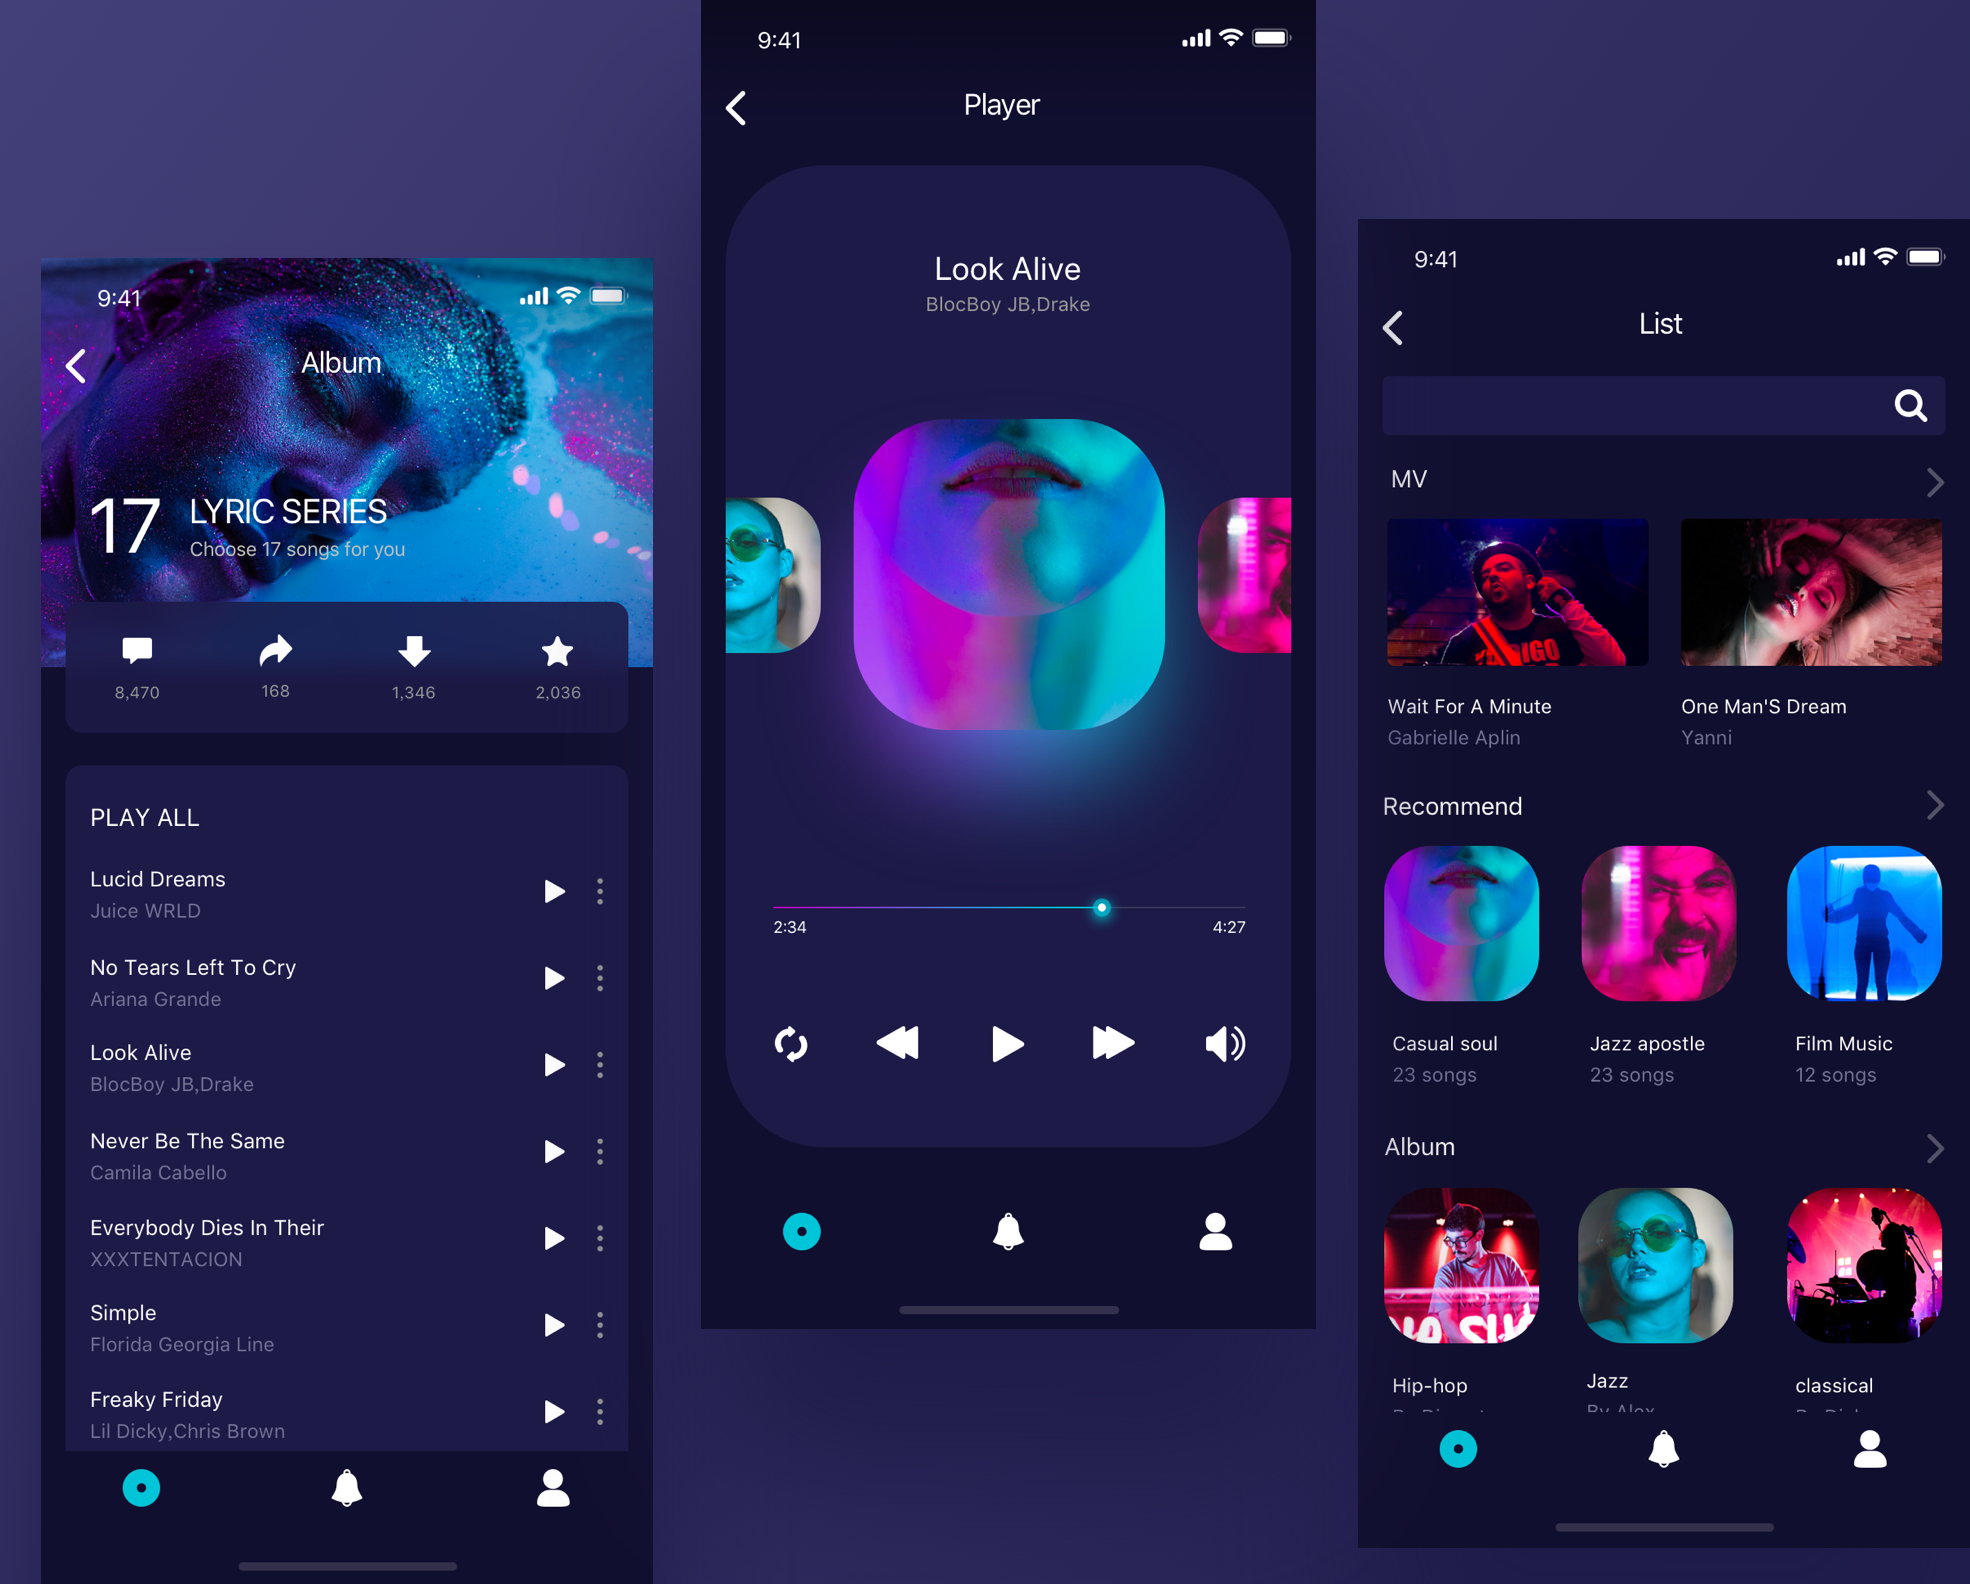 9:41
Album
17
LYRIC SERIES
Choose 17 songs for you
8,470
168
1,346
2,036
PLAY ALL
Lucid Dreams
Juice WRLD
No Tears Left To Cry
Ariana Grande
Look Alive
BlocBoy JB,Drake
Never Be The Same
Camila Cabello
Everybody Dies In Their
XXXTENTACION
Simple
Florida Georgia Line
Freaky Friday
Lil Dicky,Chris Brown
9:41
Player
Look Alive
BlocBoy JB,Drake
2:34
4:27
9:41
List
MV
Wait For A Minute
Gabrielle Aplin
One Man'S Dream
Yanni
Recommend
Casual soul
23 songs
Jazz apostle
23 songs
Film Music
12 songs
Album
Hip-hop
Jazz
By Alex
classical